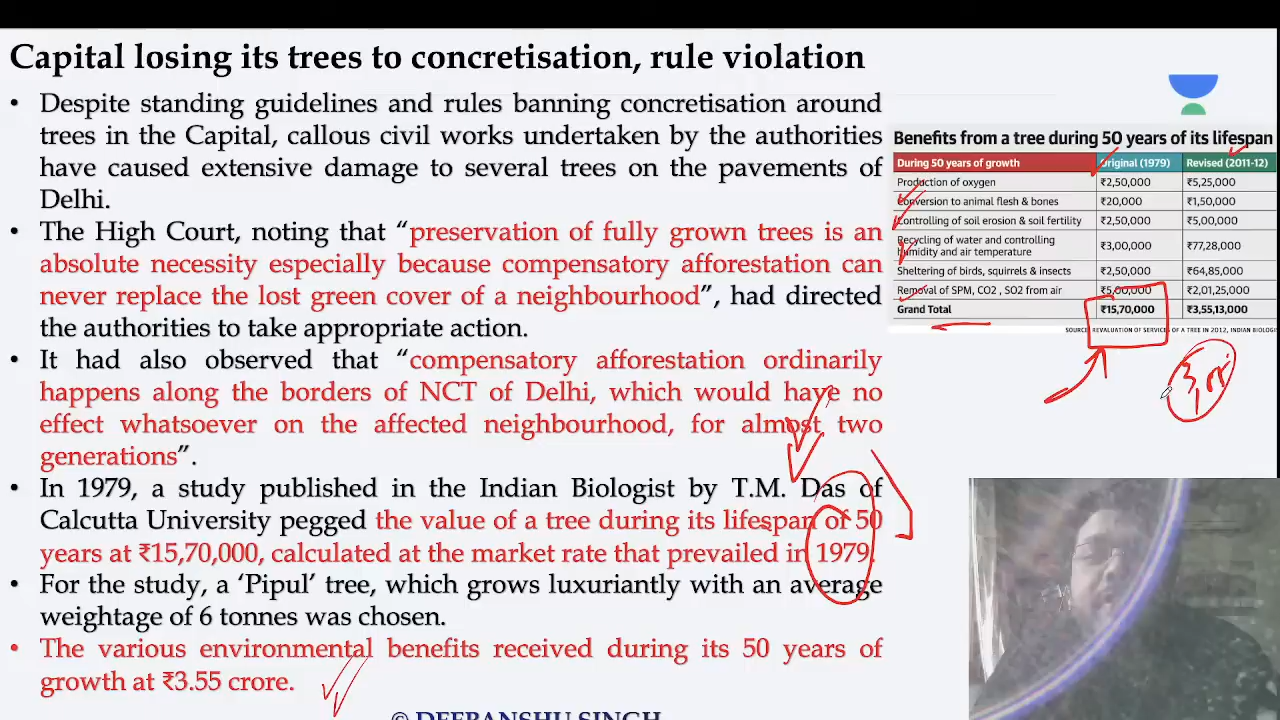 Capital losing its trees to concretisation, rule violation
• Despite standing guidelines and rules banning concretisation around
trees in the Capital, callous civil works undertaken by the authorities
have caused extensive damage to several trees on the pavements of
Delhi.
• The High Court, noting that “preservation of fully grown trees is an
absolute necessity especially because compensatory afforestation can
never replace the lost green cover of a neighbourhood”, had directed
the authorities to take appropriate action.
• It had also observed that “compensatory afforestation ordinarily
happens along the borders of NCT of Delhi, which would have no
effect whatsoever on the affected neighbourhood, for almost two
generations”.
• In 1979, a study published in the Indian Biologist by T.M. Das of
Calcutta University pegged the value of a tree during its lifespan of 50
years at ₹15,70,000, calculated at the market rate that prevailed in 1979.
• For the study, a ‘Pipul’ tree, which grows luxuriantly with an average
weightage of 6 tonnes was chosen.
• The various environmental benefits received during its 50 years of
growth at ₹3.55 crore.
© DEEPANSHU SINGH
Benefits from a tree during 50 years of its lifespan
During 50 years of growth Original (1979) Revised (2011-12)
Production of oxygen ₹2,50,000 ₹5,25,000
Conversion to animal flesh & bones ₹20,000 ₹1,50,000
Controlling of soil erosion & soil fertility ₹2,50,000 ₹5,00,000
Recycling of water and controlling
humidity and air temperature ₹3,00,000 ₹77,28,000
Sheltering of birds, squirrels & insects ₹2,50,000 ₹64,85,000
Removal of SPM, CO2 , SO2 from air ₹5,00,000 ₹2,01,25,000
Grand Total ₹15,70,000 ₹3,55,13,000
SOURCE: REVALUATION OF SERVICES OF A TREE IN 2012, INDIAN